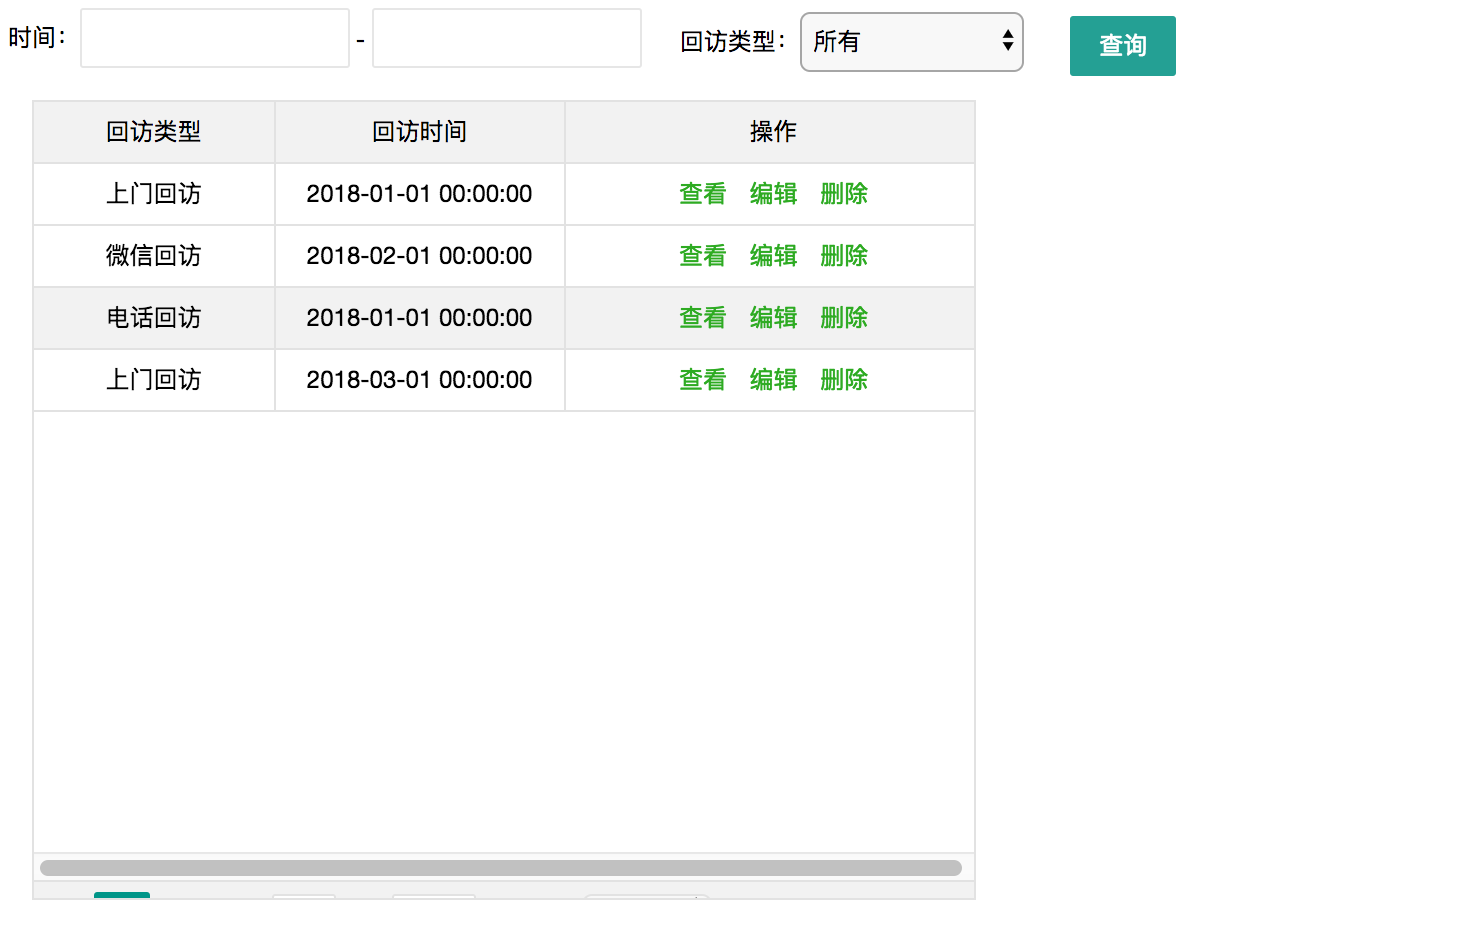 时间： - 回访类型： 所有 查询
回访类型 回访时间 操作
上门回访 2018-01-01 00:00:00 查看 编辑 删除
微信回访 2018-02-01 00:00:00 查看 编辑 删除
电话回访 2018-01-01 00:00:00 查看 编辑 删除
上门回访 2018-03-01 00:00:00 查看 编辑 删除